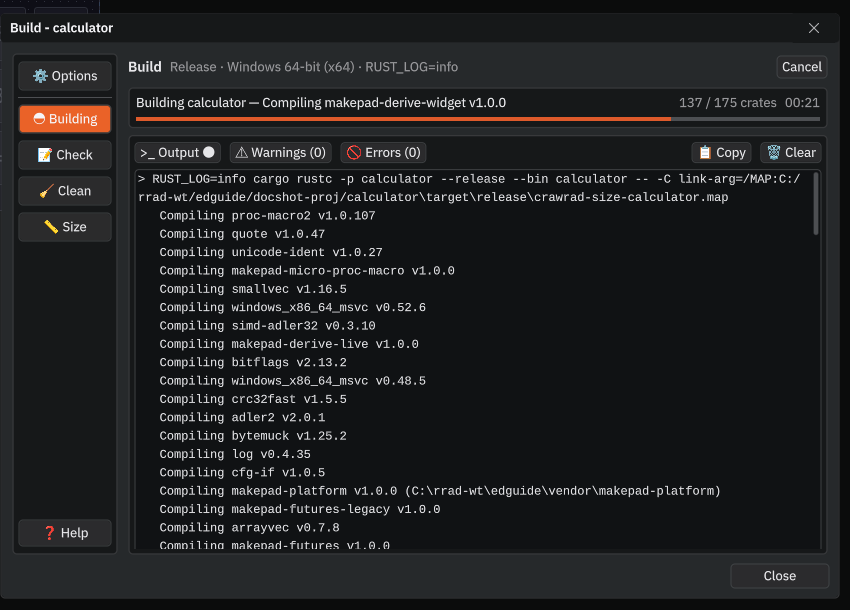 Build - calculator
Options
Building
Check
Clean
Size
Help
Build Release · Windows 64-bit (x64) · RUST_LOG=info
Cancel
Building calculator — Compiling makepad-derive-widget v1.0.0
137 / 175 crates 00:21
>_ Output
Warnings (0)
Errors (0)
Copy
Clear
> RUST_LOG=info cargo rustc -p calculator --release --bin calculator -- -C link-arg=/MAP:C:/
rrad-wt/edguide/docshot-proj/calculator\target\release\crawrad-size-calculator.map
Compiling proc-macro2 v1.0.107
Compiling quote v1.0.47
Compiling unicode-ident v1.0.27
Compiling makepad-micro-proc-macro v1.0.0
Compiling smallvec v1.16.5
Compiling windows_x86_64_msvc v0.52.6
Compiling simd-adler32 v0.3.10
Compiling makepad-derive-live v1.0.0
Compiling bitflags v2.13.2
Compiling windows_x86_64_msvc v0.48.5
Compiling crc32fast v1.5.5
Compiling adler2 v2.0.1
Compiling bytemuck v1.25.2
Compiling log v0.4.35
Compiling cfg-if v1.0.5
Compiling makepad-platform v1.0.0 (C:\rrad-wt\edguide\vendor\makepad-platform)
Compiling makepad-futures-legacy v1.0.0
Compiling arrayvec v0.7.8
Compiling makepad-futures v1.0.0
Close